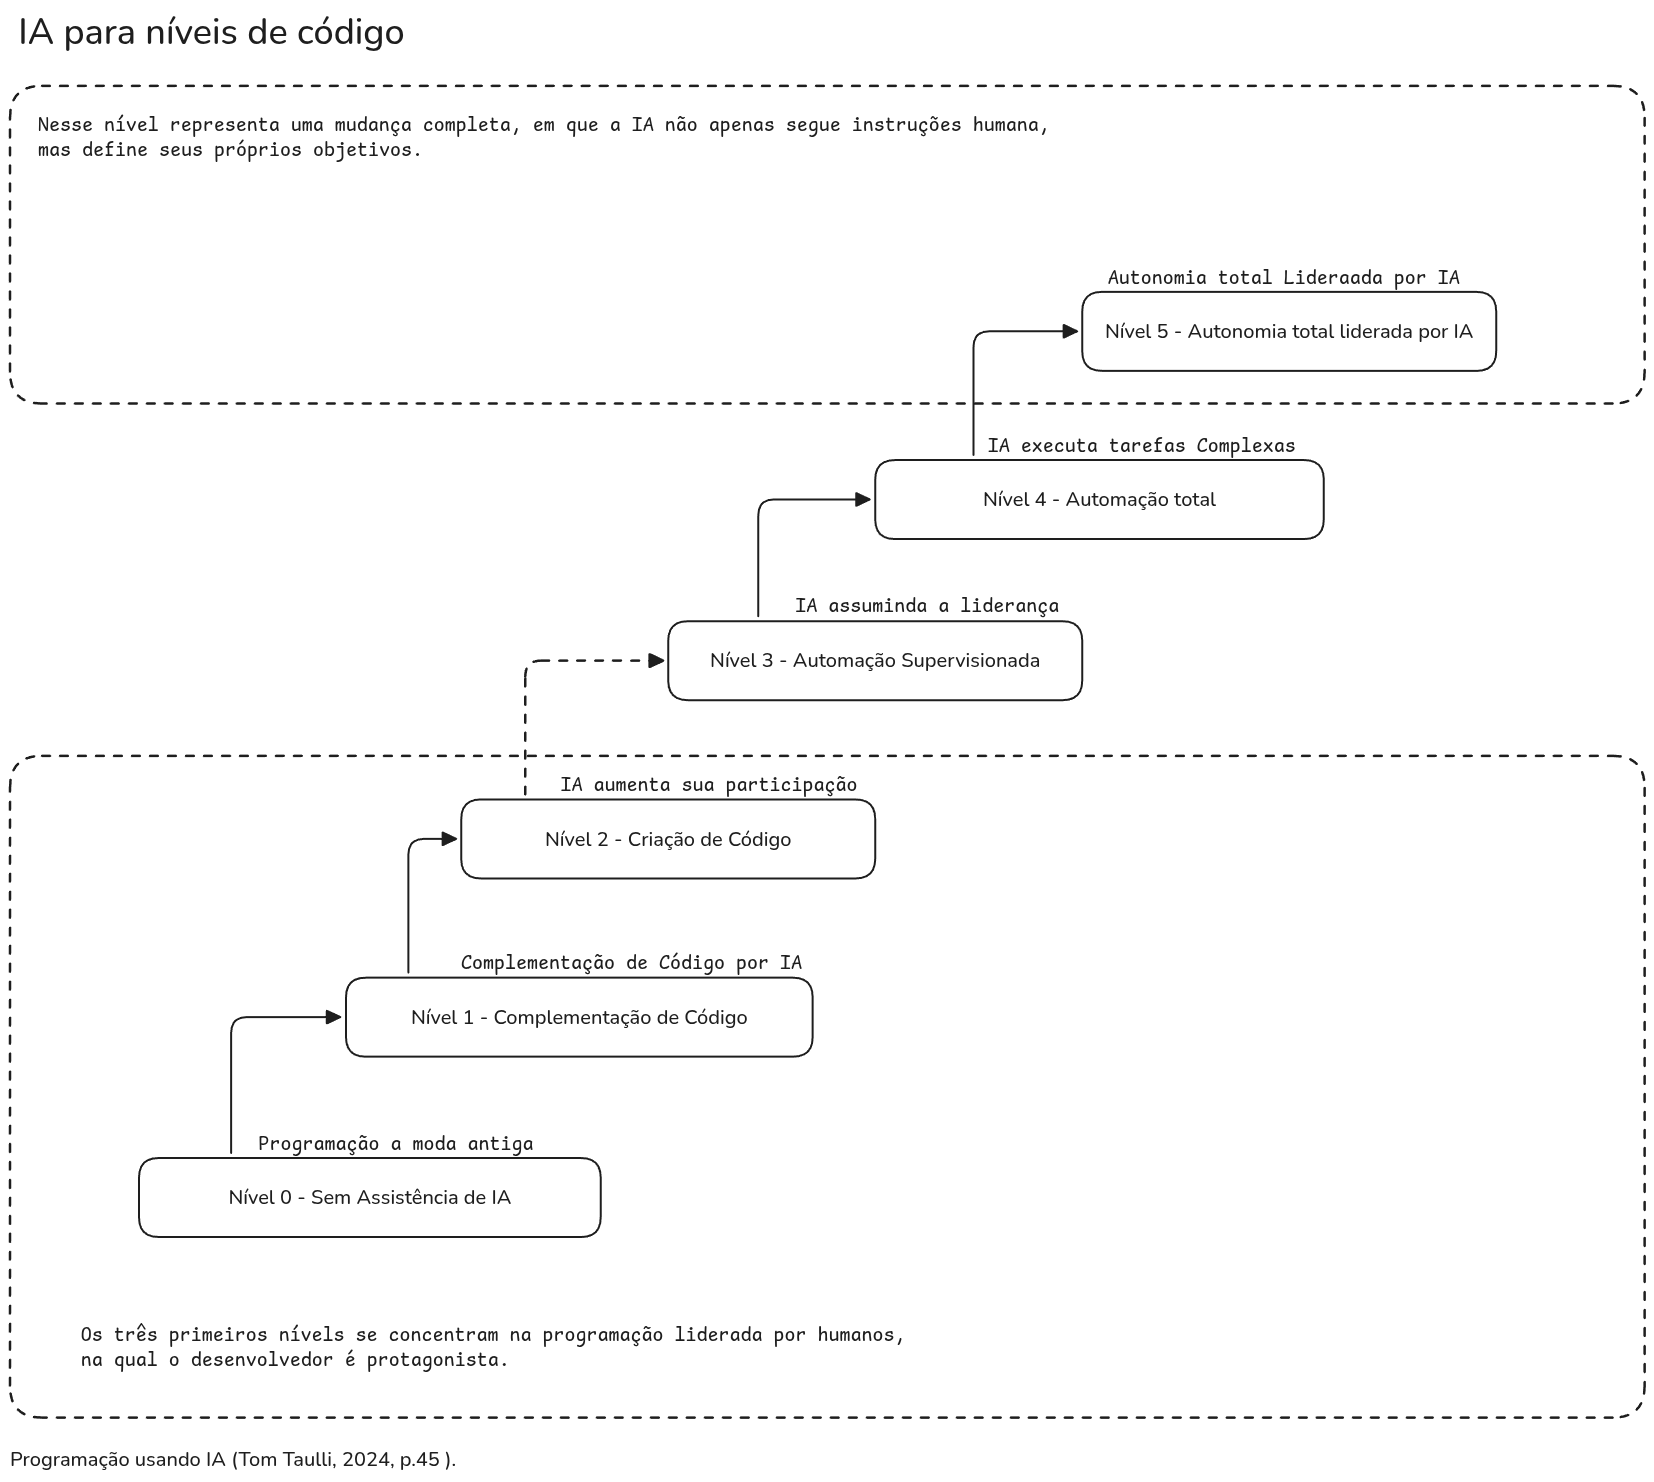 IA para níveis de código
Nesse nível representa uma mudança completa, em que a IA não apenas segue instruções humana,
mas define seus próprios objetivos.
Autonomia total Lideraada por IA
Nível 5 - Autonomia total liderada por IA
IA executa tarefas Complexas
Nível 4 - Automação total
IA assuminda a liderança
Nível 3 - Automação Supervisionada
IA aumenta sua participação
Nível 2 - Criação de Código
Complementação de Código por IA
Nível 1 - Complementação de Código
Programação a moda antiga
Nível 0 - Sem Assistência de IA
Os três primeiros nívels se concentram na programação liderada por humanos,
na qual o desenvolvedor é protagonista.
Programação usando IA (Tom Taulli, 2024, p.45 ).